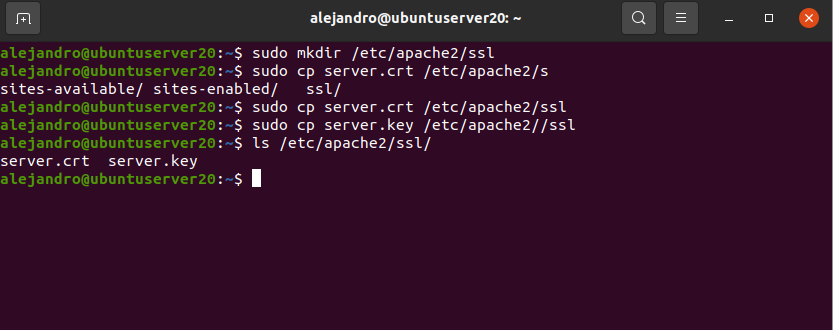 alejandro@ubuntuserver20: ~
alejandro@ubuntuserver20:~$ sudo mkdir /etc/apache2/ssl
alejandro@ubuntuserver20:~$ sudo cp server.crt /etc/apache2/s
sites-available/ sites-enabled/   ssl/
alejandro@ubuntuserver20:~$ sudo cp server.crt /etc/apache2/ssl
alejandro@ubuntuserver20:~$ sudo cp server.key /etc/apache2//ssl
alejandro@ubuntuserver20:~$ ls /etc/apache2/ssl/
server.crt  server.key
alejandro@ubuntuserver20:~$